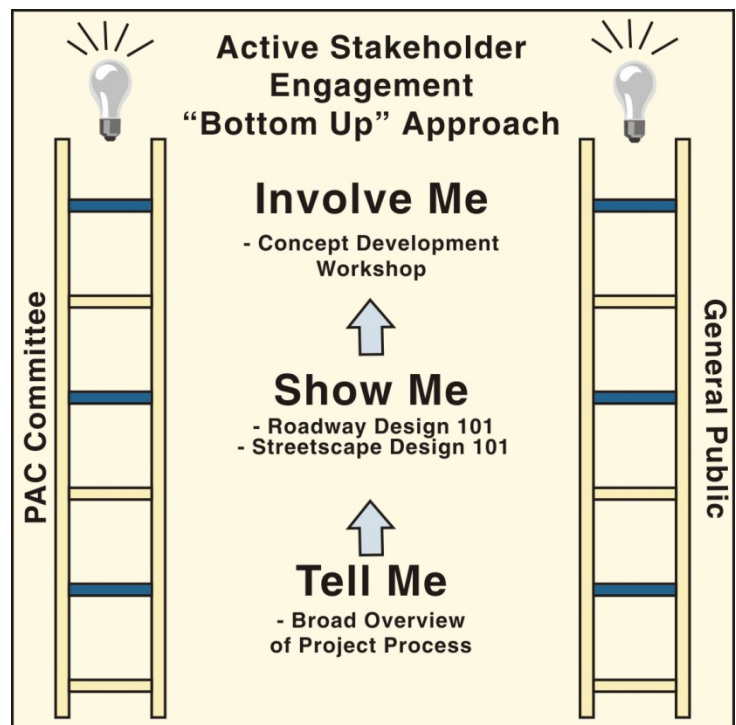 Active Stakeholder
Engagement
“Bottom Up” Approach
Involve Me
- Concept Development
Workshop
Show Me
- Roadway Design 101
- Streetscape Design 101
Tell Me
- Broad Overview
of Project Process
PAC Committee
General Public